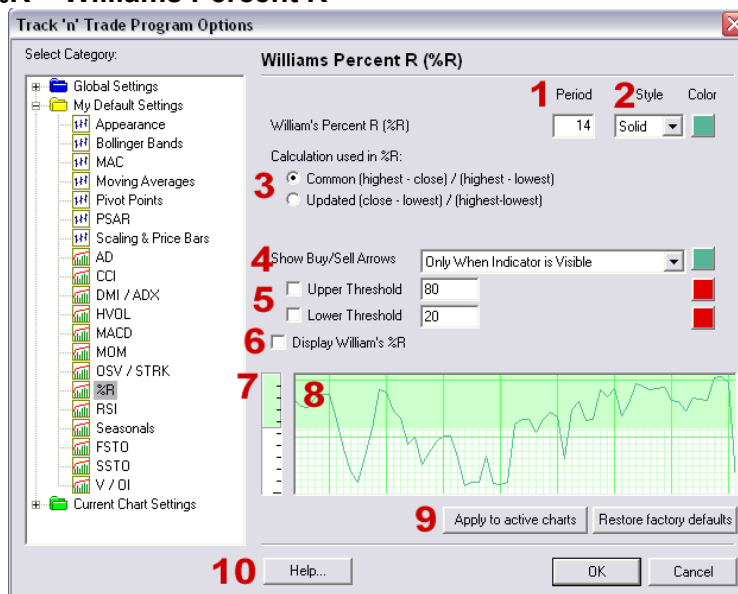 %R – Williams Percent R
Track 'n' Trade Program Options
Select Category:
Global Settings
My Default Settings
Appearance
Bollinger Bands
MAC
Moving Averages
Pivot Points
PSAR
Scaling & Price Bars
AD
CCI
DMI / ADX
HVOL
MACD
MOM
OSV / STRK
%R
RSI
Seasonals
FSTO
SSTO
V / OI
Current Chart Settings
Williams Percent R (%R)
1 Period 2 Style Color
William's Percent R (%R) 14 Solid
Calculation used in %R:
3 Common (highest - close) / (highest - lowest)
Updated (close - lowest) / (highest-lowest)
4 Show Buy/Sell Arrows Only When Indicator is Visible
5 Upper Threshold 80
Lower Threshold 20
6 Display William's %R
7 8
9 Apply to active charts Restore factory defaults
10 Help... OK Cancel